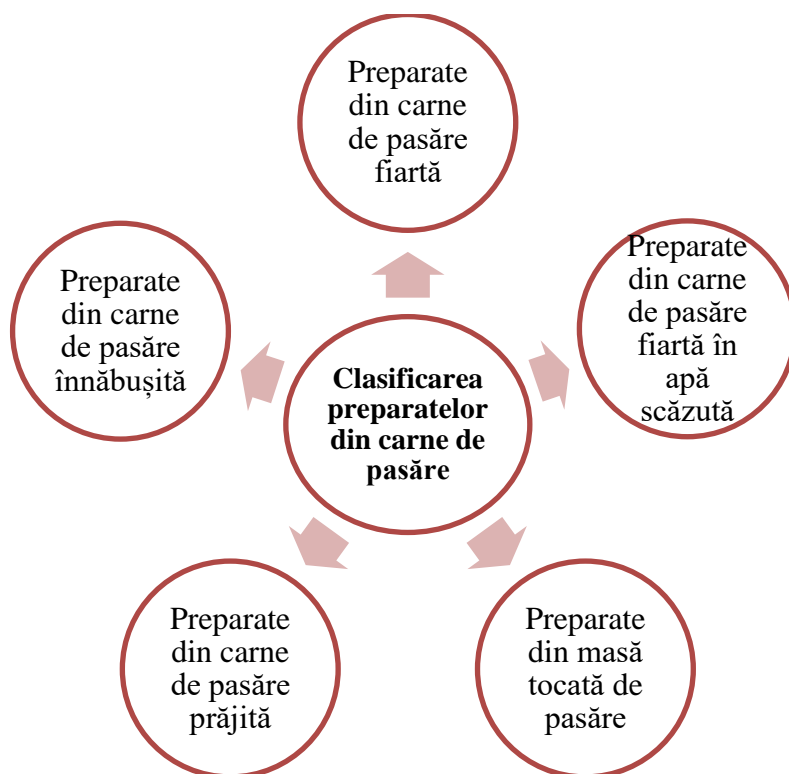 Preparate
din carne
de pasăre
fiartă
Preparate
din carne
de pasăre
fiartă în
apă
scăzută
Preparate
din masă
tocată de
pasăre
Preparate
din carne
de pasăre
prăjită
Preparate
din carne
de pasăre
înnăbușită
Clasificarea
preparatelor
din carne de
pasăre